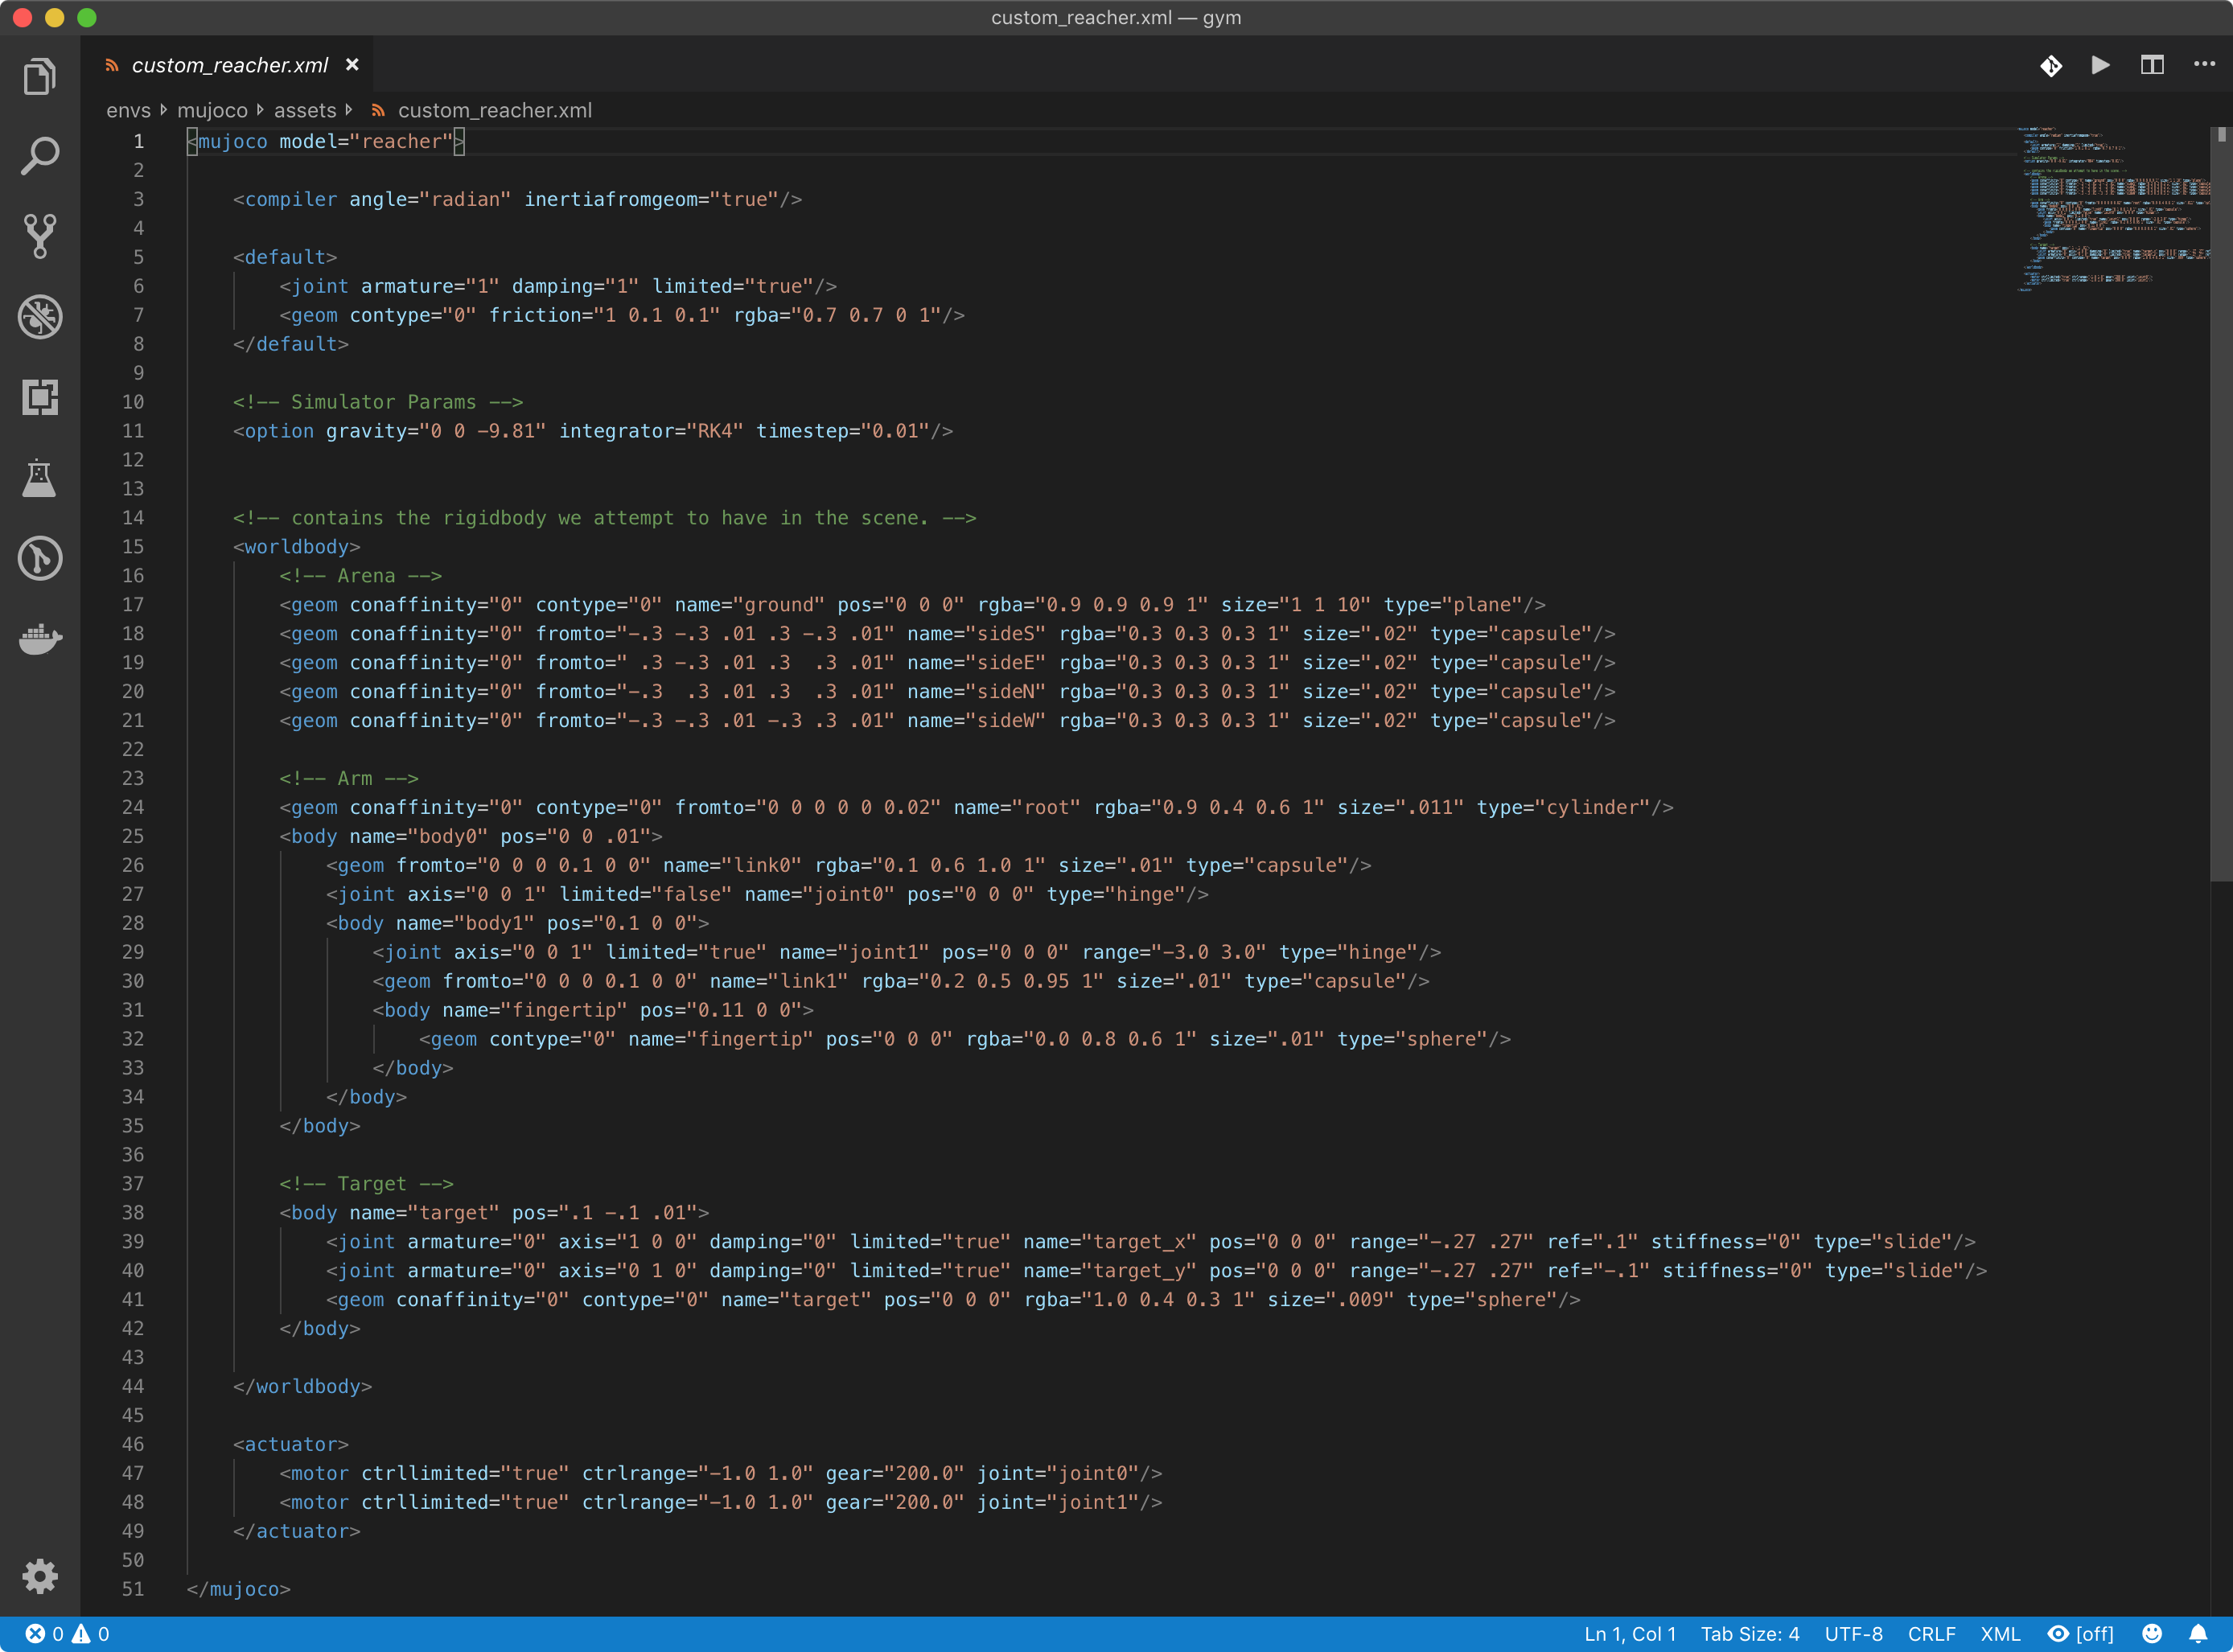 custom_reacher.xml — gym
custom_reacher.xml
envs mujoco assets custom_reacher.xml
1 <mujoco model="reacher">
2
3     <compiler angle="radian" inertiafromgeom="true"/>
4
5     <default>
6         <joint armature="1" damping="1" limited="true"/>
7         <geom contype="0" friction="1 0.1 0.1" rgba="0.7 0.7 0 1"/>
8     </default>
9
10     <!-- Simulator Params -->
11     <option gravity="0 0 -9.81" integrator="RK4" timestep="0.01"/>
12
13
14     <!-- contains the rigidbody we attempt to have in the scene. -->
15     <worldbody>
16         <!-- Arena -->
17         <geom conaffinity="0" contype="0" name="ground" pos="0 0 0" rgba="0.9 0.9 0.9 1" size="1 1 10" type="plane"/>
18         <geom conaffinity="0" fromto="-.3 -.3 .01 .3 -.3 .01" name="sideS" rgba="0.3 0.3 0.3 1" size=".02" type="capsule"/>
19         <geom conaffinity="0" fromto=" .3 -.3 .01 .3  .3 .01" name="sideE" rgba="0.3 0.3 0.3 1" size=".02" type="capsule"/>
20         <geom conaffinity="0" fromto="-.3  .3 .01 .3  .3 .01" name="sideN" rgba="0.3 0.3 0.3 1" size=".02" type="capsule"/>
21         <geom conaffinity="0" fromto="-.3 -.3 .01 -.3 .3 .01" name="sideW" rgba="0.3 0.3 0.3 1" size=".02" type="capsule"/>
22
23         <!-- Arm -->
24         <geom conaffinity="0" contype="0" fromto="0 0 0 0 0 0.02" name="root" rgba="0.9 0.4 0.6 1" size=".011" type="cylinder"/>
25         <body name="body0" pos="0 0 .01">
26             <geom fromto="0 0 0 0.1 0 0" name="link0" rgba="0.1 0.6 1.0 1" size=".01" type="capsule"/>
27             <joint axis="0 0 1" limited="false" name="joint0" pos="0 0 0" type="hinge"/>
28             <body name="body1" pos="0.1 0 0">
29                 <joint axis="0 0 1" limited="true" name="joint1" pos="0 0 0" range="-3.0 3.0" type="hinge"/>
30                 <geom fromto="0 0 0 0.1 0 0" name="link1" rgba="0.2 0.5 0.95 1" size=".01" type="capsule"/>
31                 <body name="fingertip" pos="0.11 0 0">
32                     <geom contype="0" name="fingertip" pos="0 0 0" rgba="0.0 0.8 0.6 1" size=".01" type="sphere"/>
33                 </body>
34             </body>
35         </body>
36
37         <!-- Target -->
38         <body name="target" pos=".1 -.1 .01">
39             <joint armature="0" axis="1 0 0" damping="0" limited="true" name="target_x" pos="0 0 0" range="-.27 .27" ref=".1" stiffness="0" type="slide"/>
40             <joint armature="0" axis="0 1 0" damping="0" limited="true" name="target_y" pos="0 0 0" range="-.27 .27" ref="-.1" stiffness="0" type="slide"/>
41             <geom conaffinity="0" contype="0" name="target" pos="0 0 0" rgba="1.0 0.4 0.3 1" size=".009" type="sphere"/>
42         </body>
43
44     </worldbody>
45
46     <actuator>
47         <motor ctrllimited="true" ctrlrange="-1.0 1.0" gear="200.0" joint="joint0"/>
48         <motor ctrllimited="true" ctrlrange="-1.0 1.0" gear="200.0" joint="joint1"/>
49     </actuator>
50
51 </mujoco>
0 0 Ln 1, Col 1 Tab Size: 4 UTF-8 CRLF XML [off]